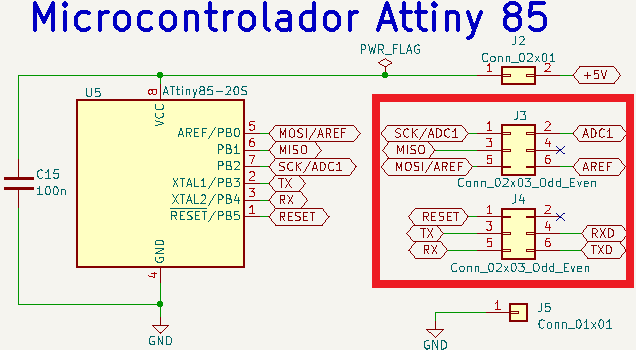 Microcontrolador Attiny 85
PWR_FLAG
J2
Conn_02x01
1 2 +5V
U5 ATtiny85-20S
8
VCC
AREF/PB0 5 MOSI/AREF
PB1 6 MISO
PB2 7 SCK/ADC1
XTAL1/PB3 2 TX
XTAL2/PB4 3 RX
RESET/PB5 1 RESET
GND
4
GND
C15
100n
J3
SCK/ADC1 1 2 ADC1
MISO 3 4
MOSI/AREF 5 6 AREF
Conn_02x03_Odd_Even
J4
RESET 1 2
TX 3 4 RXD
RX 5 6 TXD
Conn_02x03_Odd_Even
1 J5
Conn_01x01
GND